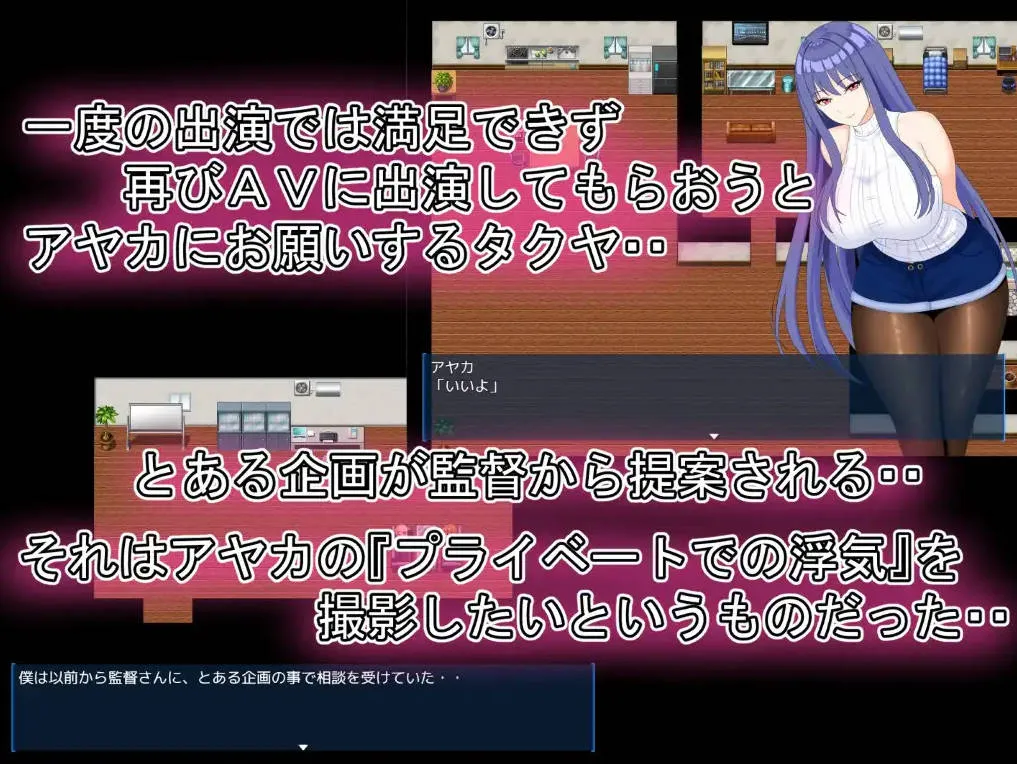 一度の出演では満足できず
再びＡＶに出演してもらおうと
アヤカにお願いするタクヤ‥
アヤカ
「いいよ」
とある企画が監督から提案される‥
それはアヤカの『プライベートでの浮気』を
撮影したいというものだった‥
僕は以前から監督さんに、とある企画の事で相談を受けていた・・